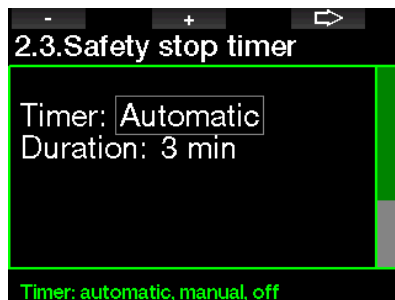 - + ⇨
2.3.Safety stop timer
Timer: Automatic
Duration: 3 min
Timer: automatic, manual, off